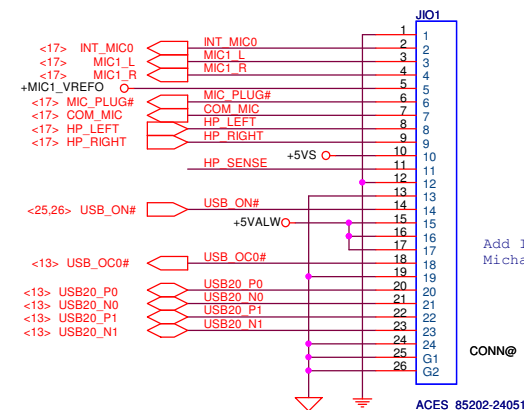 JIO1
1 1
<17> INT_MIC0 INT_MIC0 2 2
<17> MIC1_L MIC1_L 3 3
<17> MIC1_R MIC1_R 4 4
+MIC1_VREFO 5 5
<17> MIC_PLUG# MIC_PLUG# 6 6
<17> COM_MIC COM_MIC 7 7
<17> HP_LEFT HP_LEFT 8 8
<17> HP_RIGHT HP_RIGHT 9 9
+5VS 10 10
HP_SENSE 11 11
12 12
13 13
<25,26> USB_ON# USB_ON# 14 14
+5VALW 15 15
16 16
17 17
<13> USB_OC0# USB_OC0# 18 18
19 19
<13> USB20_P0 USB20_P0 20 20
<13> USB20_N0 USB20_N0 21 21
<13> USB20_P1 USB20_P1 22 22
<13> USB20_N1 USB20_N1 23 23
24 24
25 G1
26 G2
Add
Micha
CONN@
ACES 85202-24051